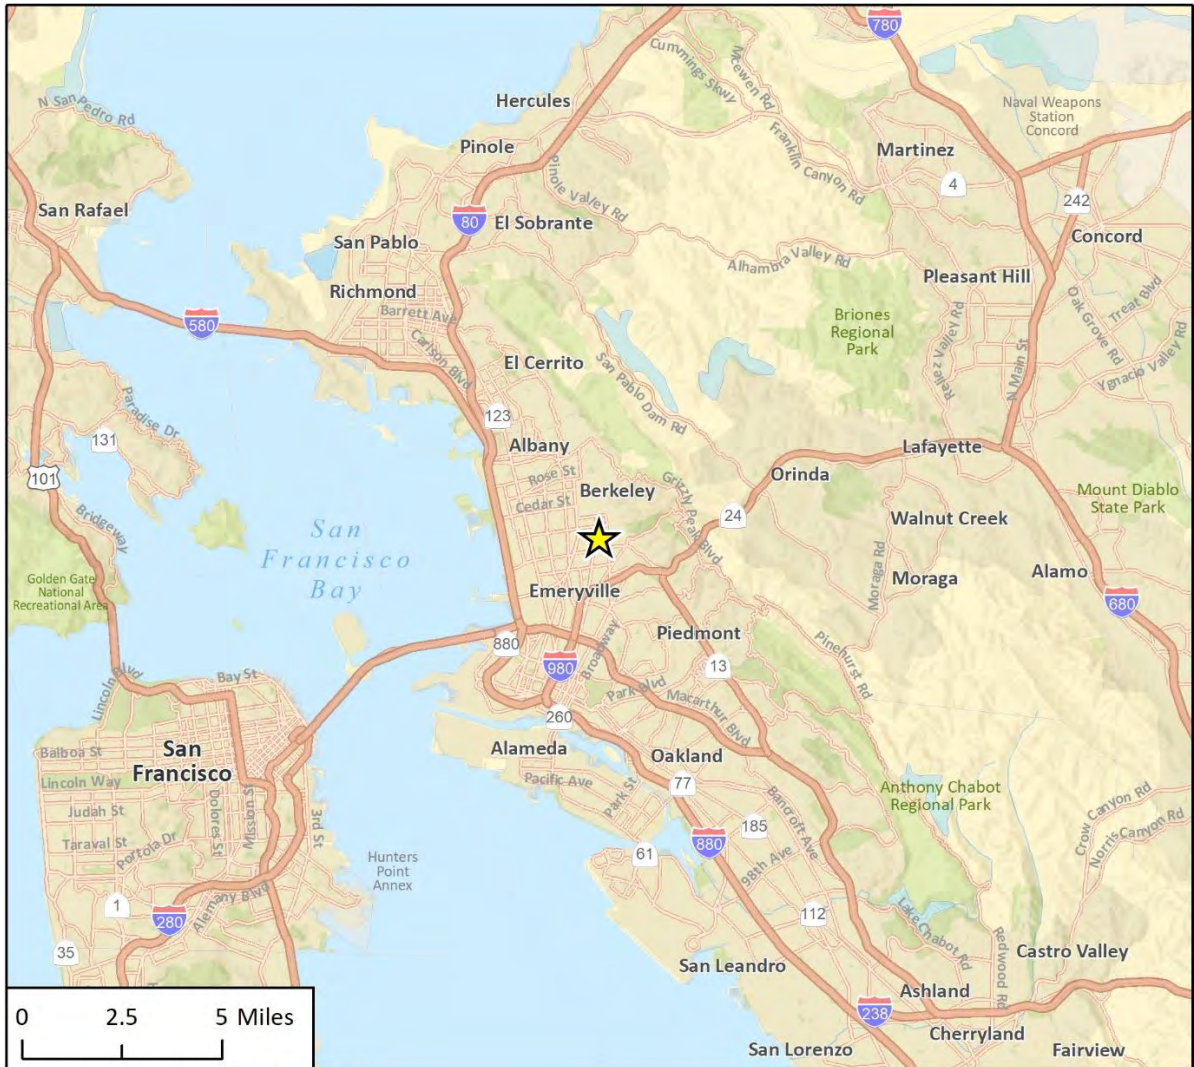 780
Cummings Skwy
Mcewen Rd
N San Pedro Rd
Hercules
Naval Weapons
Station
Concord
Pinole
Franklin Canyon Rd
Martinez
4
242
San Rafael
80
Pinole Valley Rd
El Sobrante
San Pablo
Concord
Alhambra Valley Rd
Pleasant Hill
Richmond
Barrett Ave
580
Carlson Blvd
Briones
Regional
Park
Oak Grove Rd
Treat Blvd
Reliez Valley Rd
N Main St
Ygnacio Valley Rd
El Cerrito
San Pablo Dam Rd
Paradise Dr
123
131
Albany
Lafayette
101
Rose St
Cedar St
Berkeley
Grizzly Peak Blvd
Orinda
Mount Diablo
State Park
24
Walnut Creek
Bridgeway
San
Francisco
Bay
Golden Gate
National
Recreational Area
Emeryville
Moraga Rd
Moraga
Alamo
680
880
Piedmont
980
Broadway
13
Pinehurst Rd
Lincoln Blvd
Bay St
Park Blvd
Macarthur Blvd
260
Balboa St
San
Francisco
Alameda
Oakland
Lincoln Way
Pacific Ave
Park St
77
Anthony Chabot
Regional Park
Judah St
Dolores St
Mission St
3rd St
Bancroft Ave
Crow Canyon Rd
Norris Canyon Rd
Taraval St
Portola Dr
185
880
61
98th Ave
Hunters
Point
Annex
1
280
Alemany Blvd
112
Lake Chabot Rd
Redwood Rd
35
San Leandro
Castro Valley
Ashland
238
Cherryland
San Lorenzo
Fairview
0 2.5 5 Miles